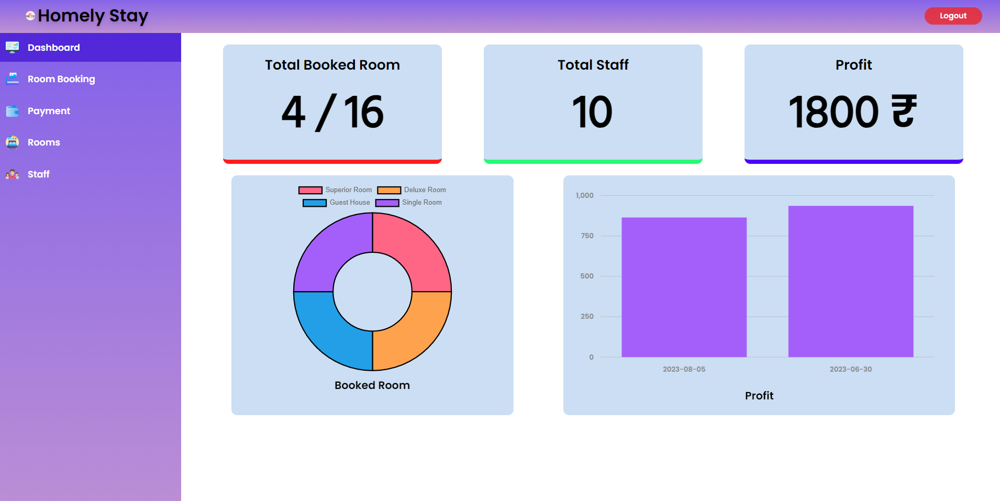 Homely Stay
Logout
Dashboard
Room Booking
Payment
Rooms
Staff
Total Booked Room
4 / 16
Total Staff
10
Profit
1800 ₹
Superior Room
Deluxe Room
Guest House
Single Room
Booked Room
1,000
750
500
250
0
2023-08-05
2023-06-30
Profit